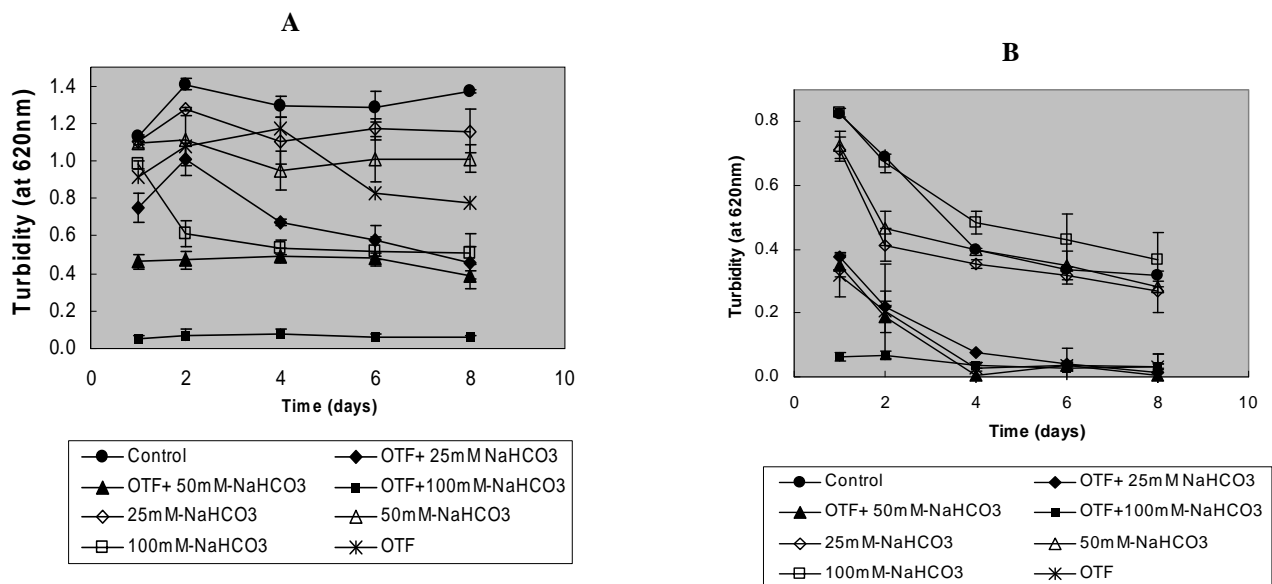 A
Turbidity (at 620nm)
1.4
1.2
1.0
0.8
0.6
0.4
0.2
0.0
0 2 4 6 8 10
Time (days)
Control
OTF+ 25mM NaHCO3
OTF+ 50mM-NaHCO3
OTF+100mM-NaHCO3
25mM-NaHCO3
50mM-NaHCO3
100mM-NaHCO3
OTF
B
Turbidity (at 620nm)
0.8
0.6
0.4
0.2
0.0
0 2 4 6 8 10
Time (days)
Control
OTF+ 25mM NaHCO3
OTF+ 50mM-NaHCO3
OTF+100mM-NaHCO3
25mM-NaHCO3
50mM-NaHCO3
100mM-NaHCO3
OTF